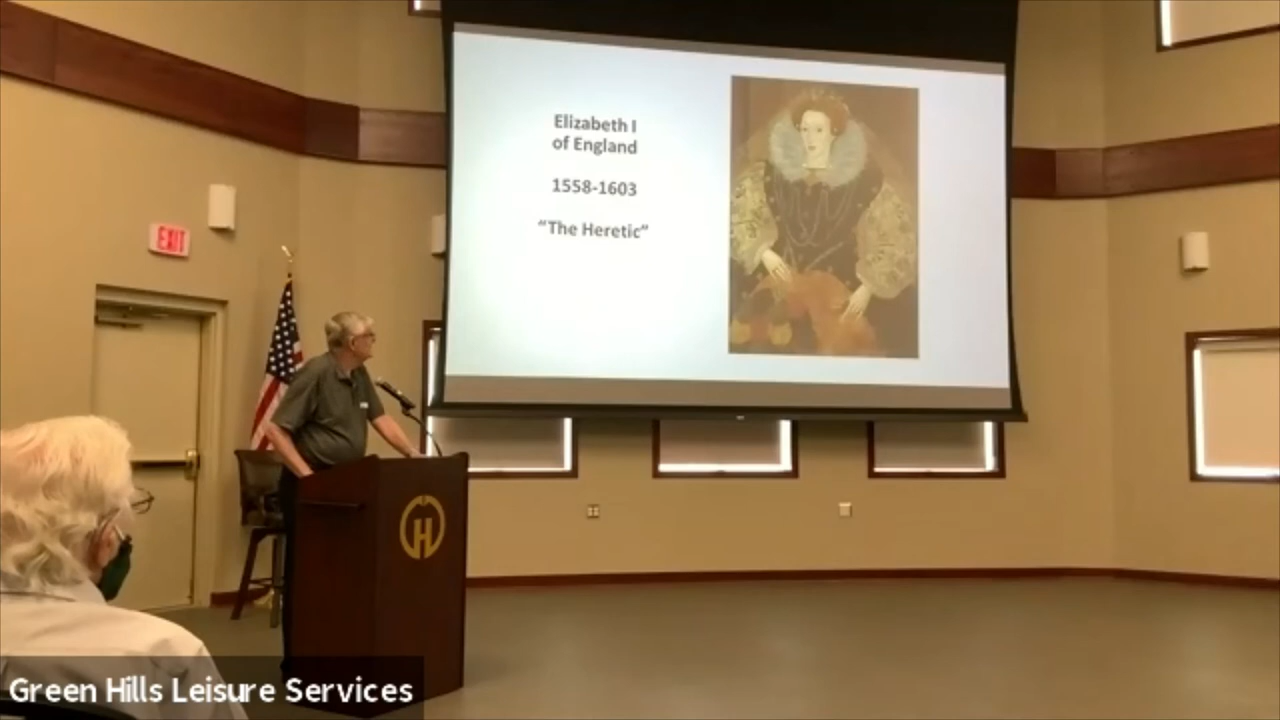 Elizabeth I
of England
1558-1603
“The Heretic”
EXIT
H
Green Hills Leisure Services